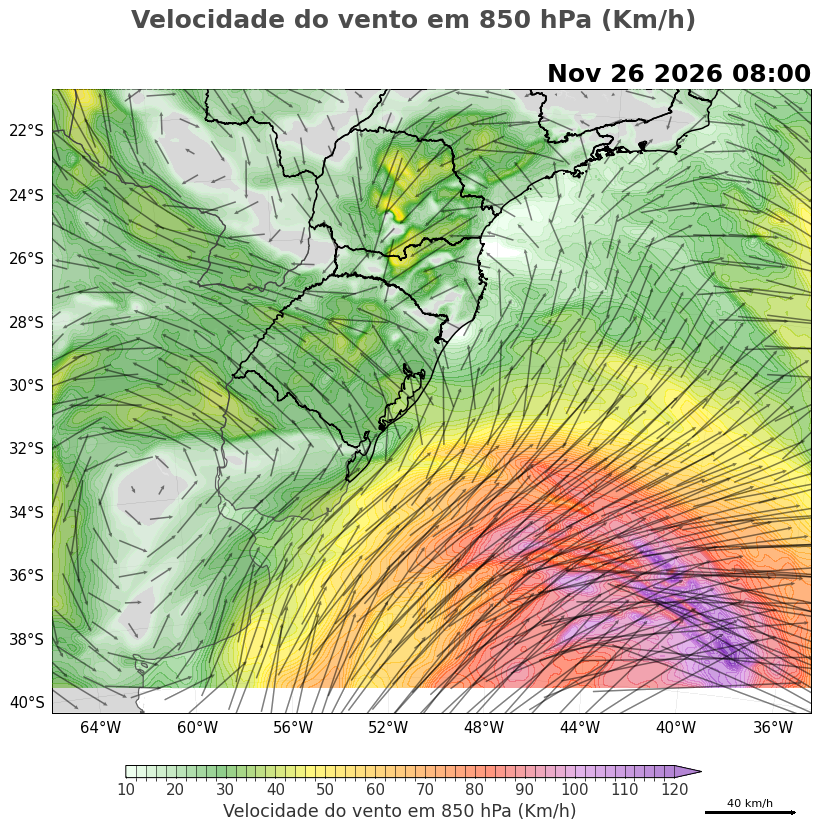 Velocidade do vento em 850 hPa (Km/h)
Nov 26 2026 08:00
22°S
24°S
26°S
28°S
30°S
32°S
34°S
36°S
38°S
40°S
64°W 60°W 56°W 52°W 48°W 44°W 40°W 36°W
10 20 30 40 50 60 70 80 90 100 110 120
Velocidade do vento em 850 hPa (Km/h)
40 km/h